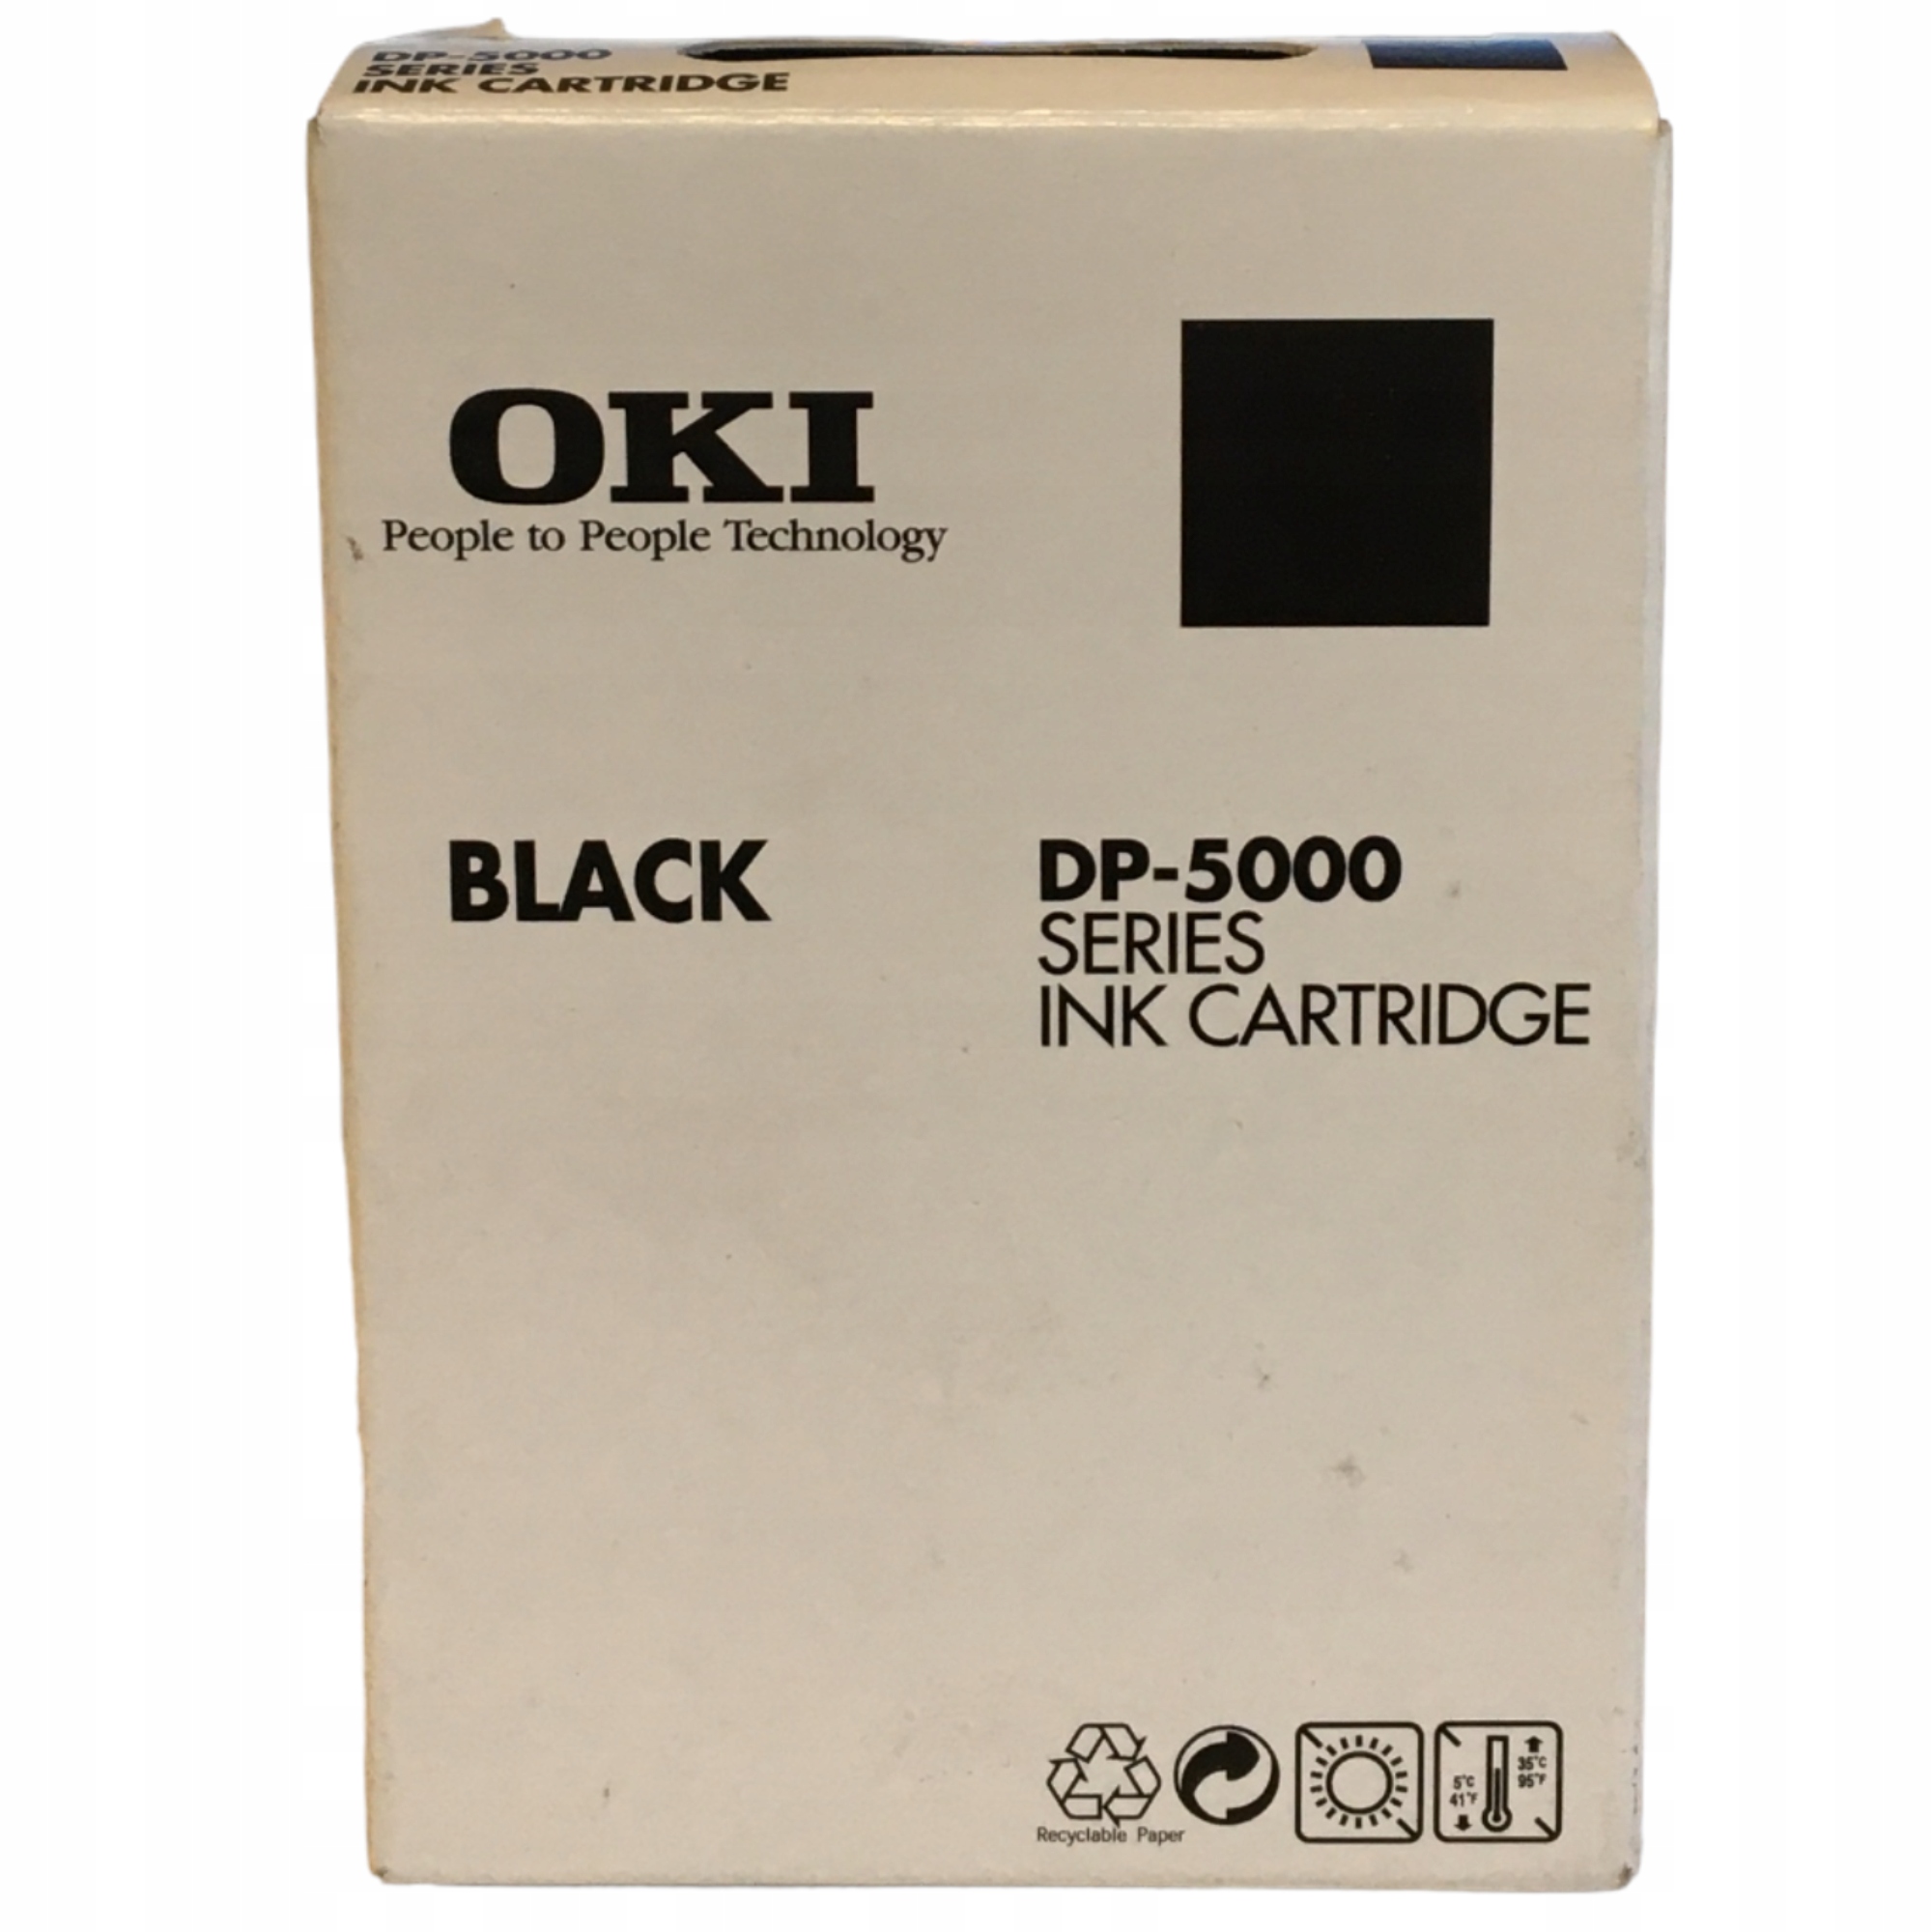 DP-5000
SERIES
INK CARTRIDGE
OKI
People to People Technology
BLACK
DP-5000
SERIES
INK CARTRIDGE
Recyclable Paper
5°C
41°F
35°C
95°F